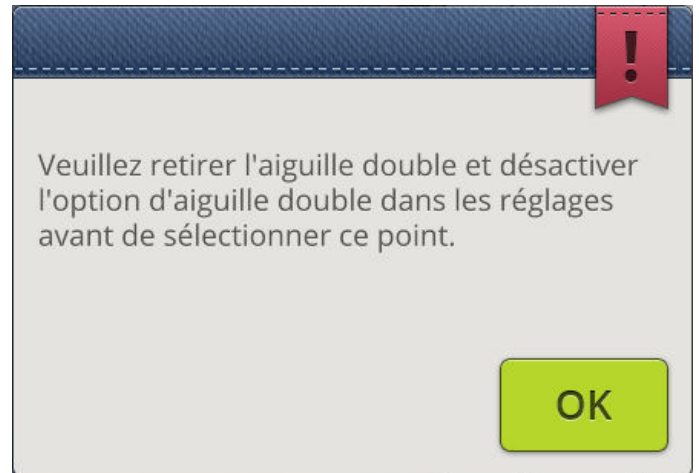 !
Veuillez retirer l'aiguille double et désactiver
l'option d'aiguille double dans les réglages
avant de sélectionner ce point.
OK